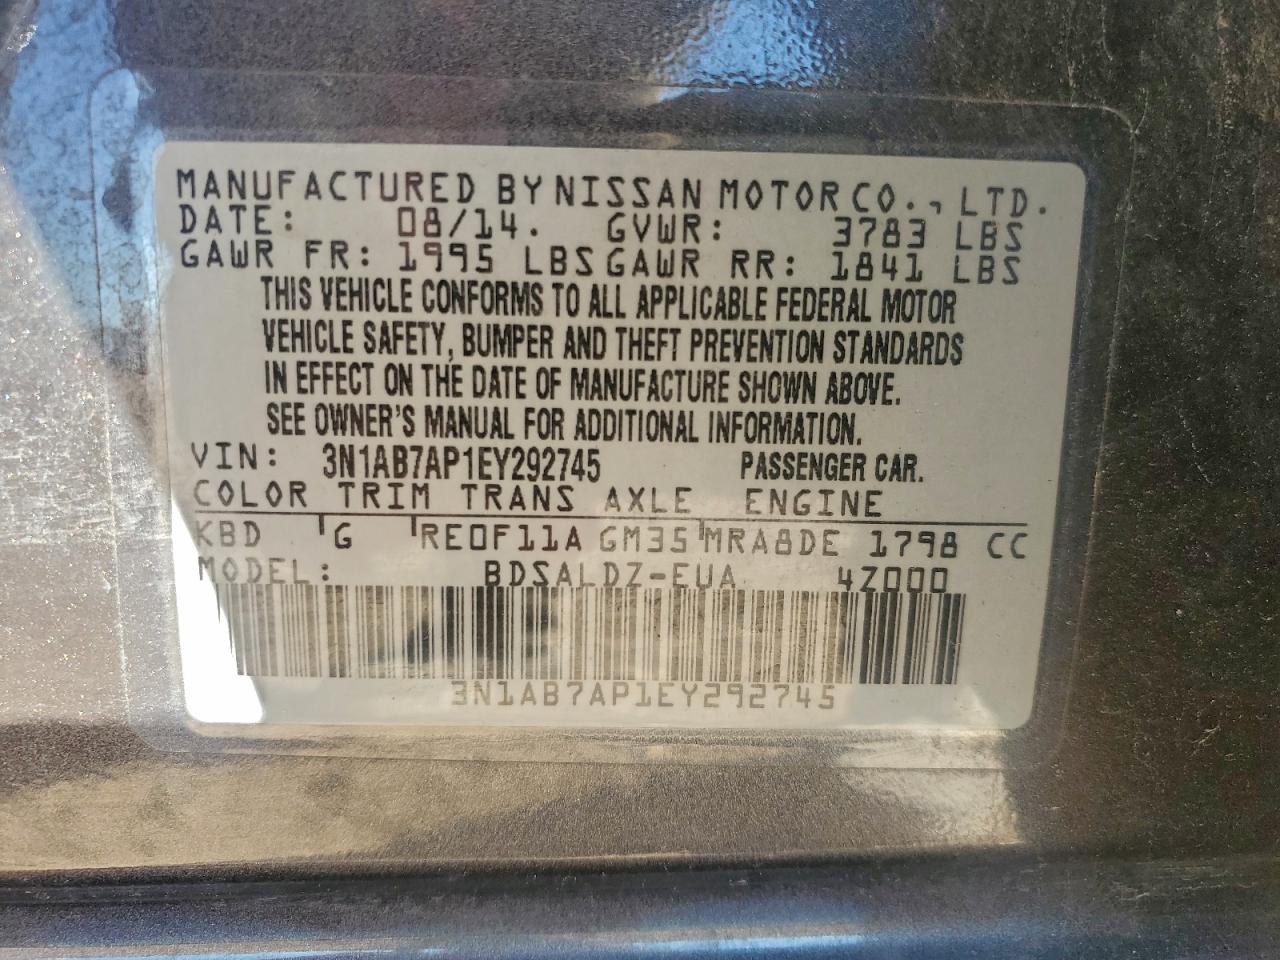 MANUFACTURED BY NISSAN MOTOR CO., LTD.
DATE: 08/14. GVWR: 3783 LBS
GAWR FR: 1995 LBS GAWR RR: 1841 LBS
THIS VEHICLE CONFORMS TO ALL APPLICABLE FEDERAL MOTOR
VEHICLE SAFETY, BUMPER AND THEFT PREVENTION STANDARDS
IN EFFECT ON THE DATE OF MANUFACTURE SHOWN ABOVE.
SEE OWNER'S MANUAL FOR ADDITIONAL INFORMATION.
VIN: 3N1AB7AP1EY292745 PASSENGER CAR.
COLOR TRIM TRANS AXLE ENGINE
KBD G RE0F11A GM35 MRA8DE 1798 CC
MODEL: BDSALDZ-EUA 4Z000
3N1AB7AP1EY292745